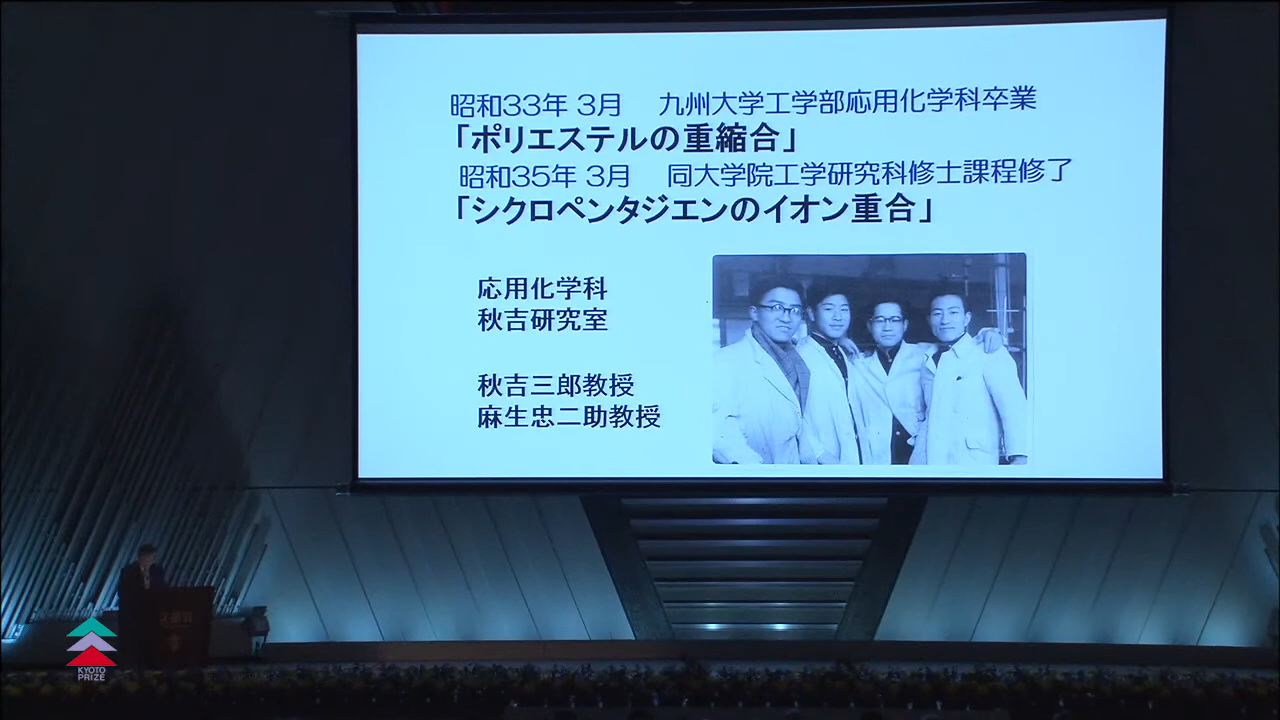 昭和33年 3月 九州大学工学部応用化学科卒業
「ポリエステルの重縮合」
昭和35年 3月 同大学院工学研究科修士課程修了
「シクロペンタジエンのイオン重合」
応用化学科
秋吉研究室
秋吉三郎教授
麻生忠二助教授
KYOTO
PRIZE